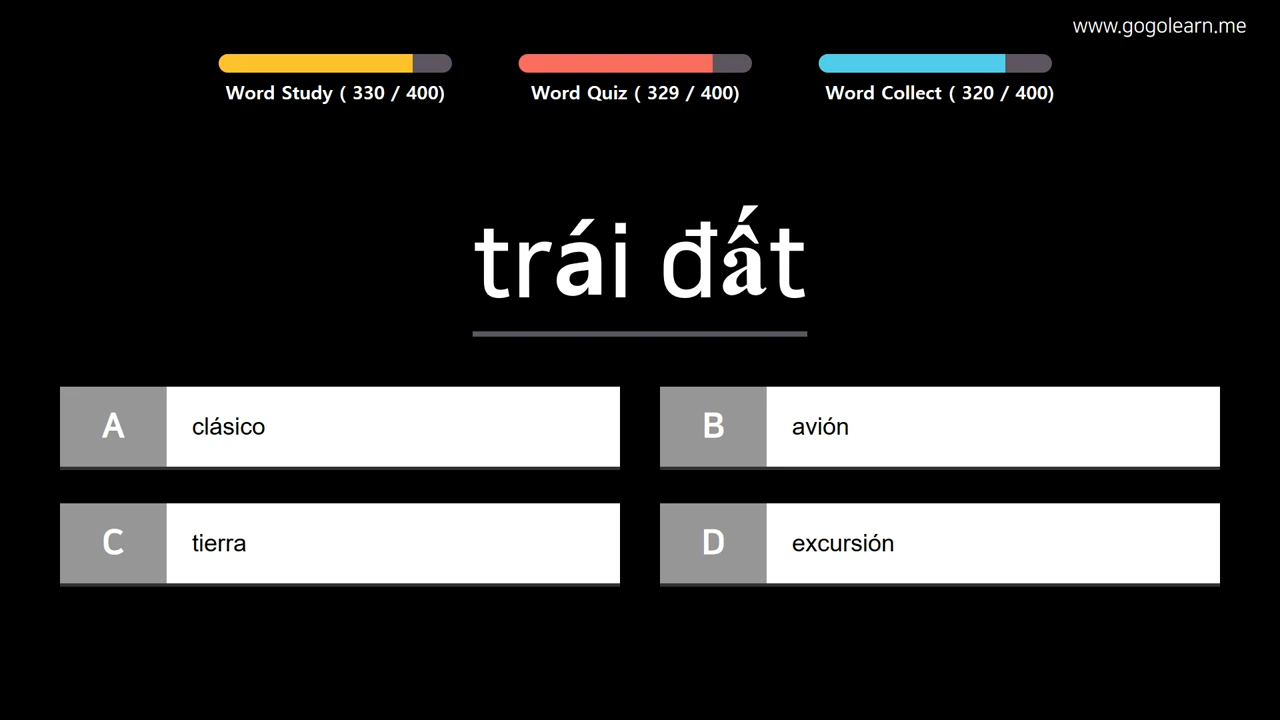 www.gogolearn.me
Word Study ( 330 / 400)
Word Quiz ( 329 / 400)
Word Collect ( 320 / 400)
trái đất
A clásico
B avión
C tierra
D excursión